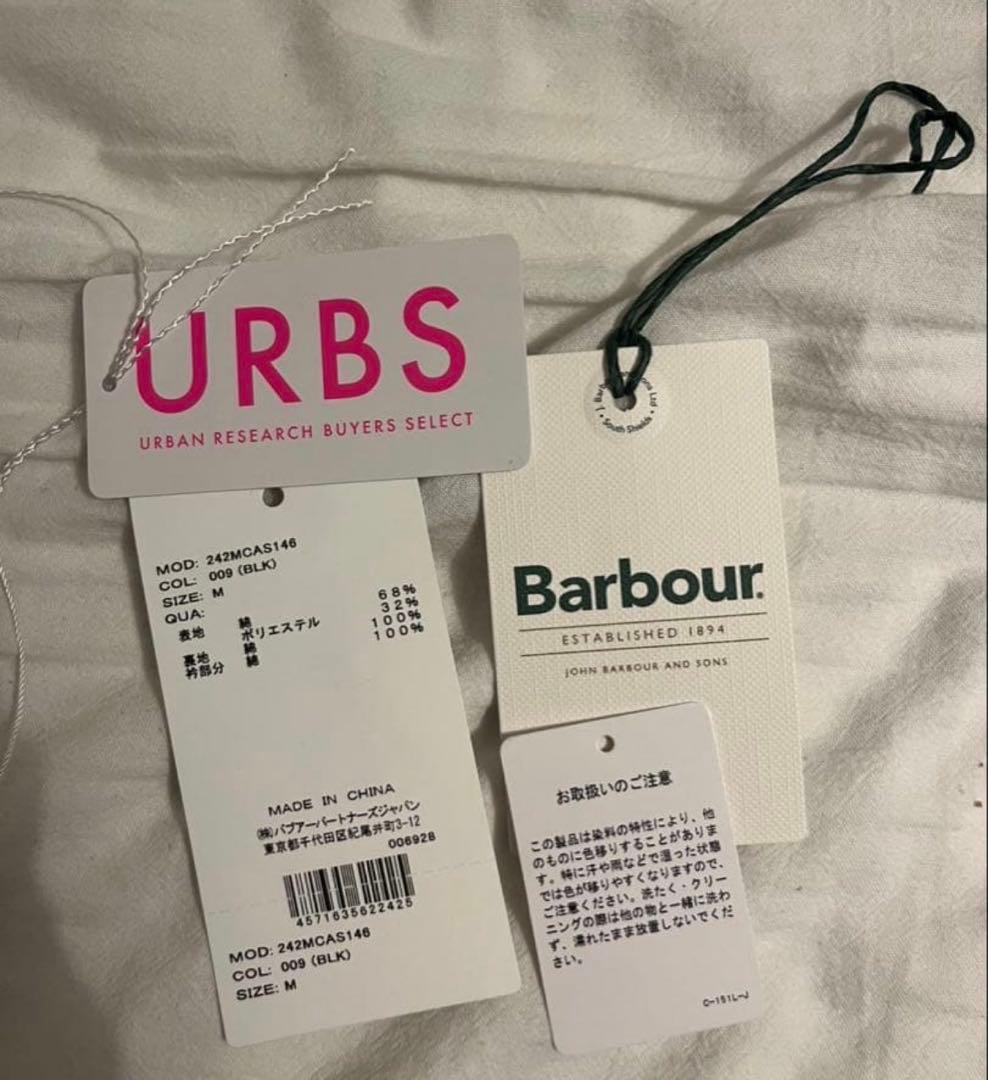 URBS
URBAN RESEARCH BUYERS SELECT
MOD: 242MCAS146
COL: 009 (BLK)
SIZE: M
QUA:
表地 綿 68%
ポリエステル 32%
裏地 綿 100%
衿部分 綿 100%
MADE IN CHINA
㈱バブアーパートナーズジャパン
東京都千代田区紀尾井町3-12
006928
4571635622425
MOD: 242MCAS146
COL: 009 (BLK)
SIZE: M
South Shields
Barbour.
ESTABLISHED 1894
JOHN BARBOUR AND SONS
お取扱いのご注意
この製品は染料の特性により、他
のものに色移りすることがありま
す。特に汗や雨などで湿った状態
では色が移りやすくなりますので、
ご注意ください。洗たく・クリー
ニングの際は他の物と一緒に洗わ
ず、濡れたまま放置しないでくだ
さい。
C-151L-J